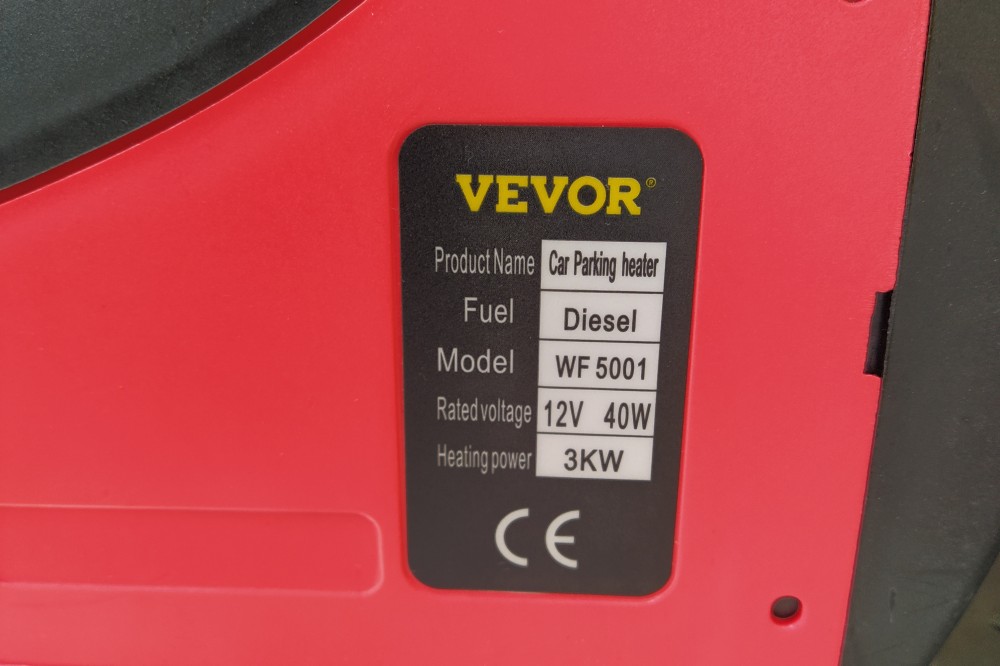 VEVOR®
Product Name Car Parking heater
Fuel Diesel
Model WF 5001
Rated voltage 12V 40W
Heating power 3KW
CE